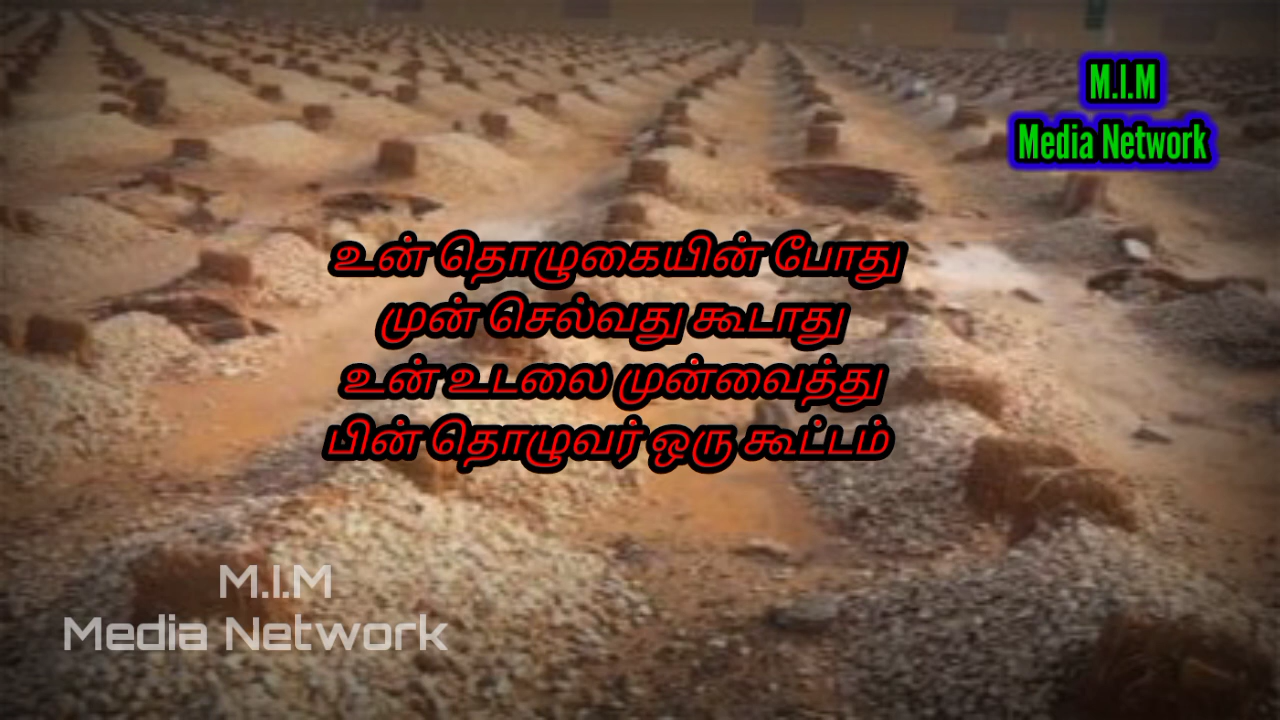 M.I.M
Media Network
உன் தொழுகையின் போது
முன் செல்வது கூடாது
உன் உடலை முன்வைத்து
பின் தொழுவர் ஒரு கூட்டம்
M.I.M
Media Network